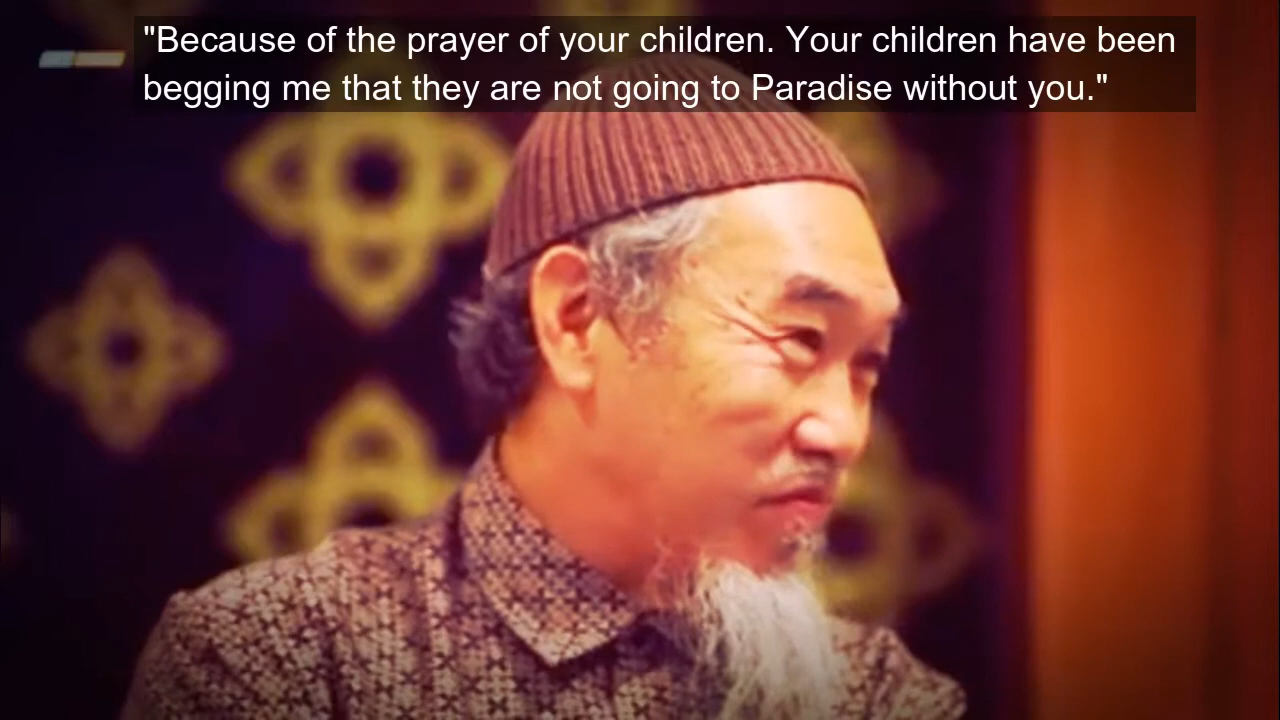 "Because of the prayer of your children. Your children have been
begging me that they are not going to Paradise without you."